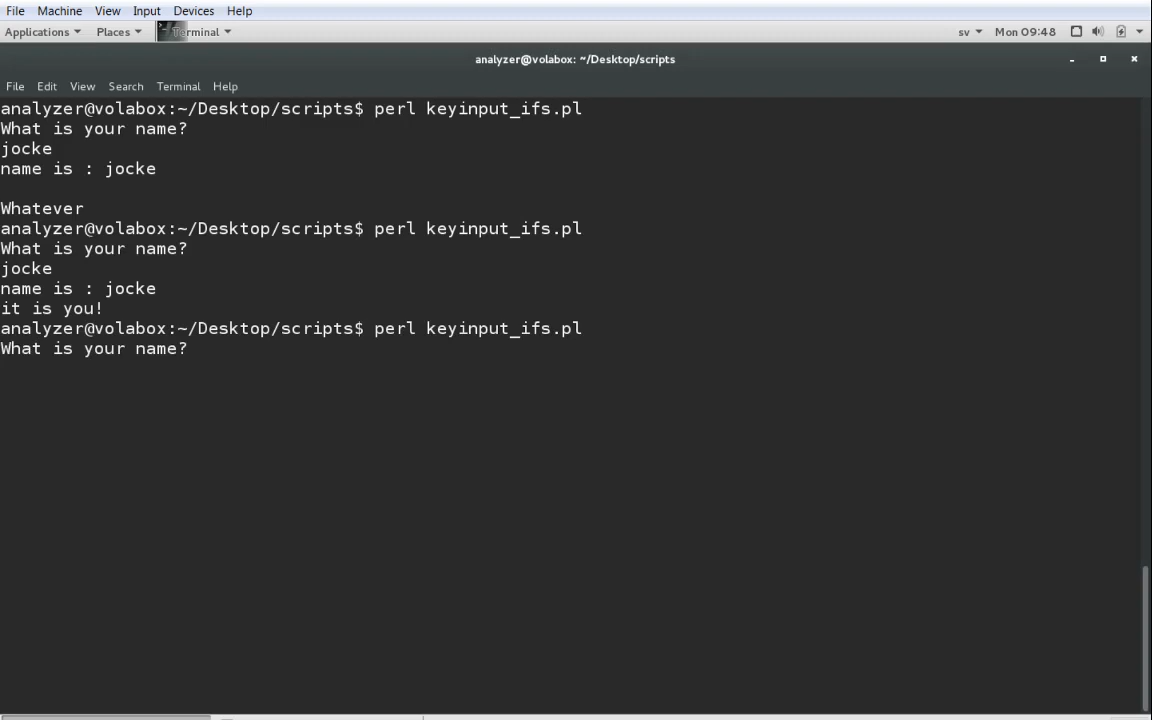 File Machine View Input Devices Help
Applications Places Terminal sv Mon 09:48
analyzer@volabox: ~/Desktop/scripts
File Edit View Search Terminal Help
analyzer@volabox:~/Desktop/scripts$ perl keyinput_ifs.pl
What is your name?
jocke
name is : jocke
Whatever
analyzer@volabox:~/Desktop/scripts$ perl keyinput_ifs.pl
What is your name?
jocke
name is : jocke
it is you!
analyzer@volabox:~/Desktop/scripts$ perl keyinput_ifs.pl
What is your name?